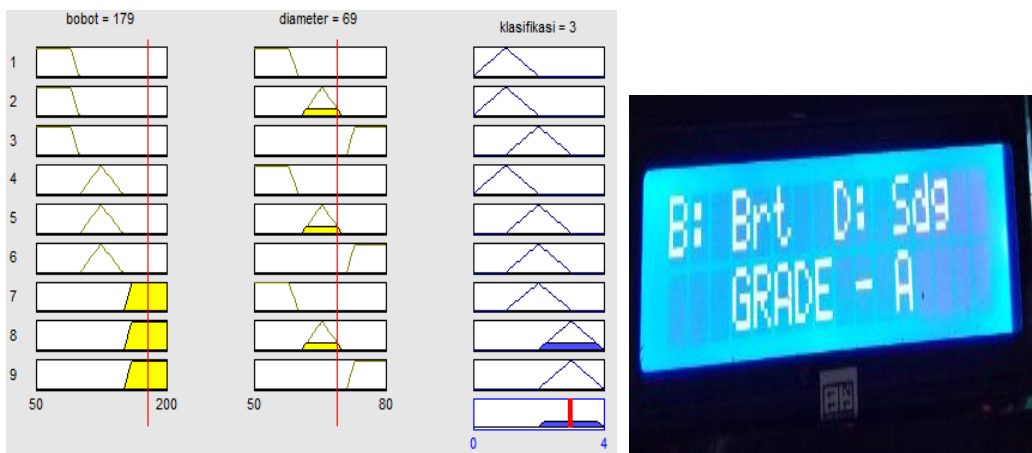 bobot = 179
diameter = 69
klasifikasi = 3
1
2
3
4
5
6
7
8
9
50 200
50 80
0 4
B: Brt D: Sdg
GRADE - A